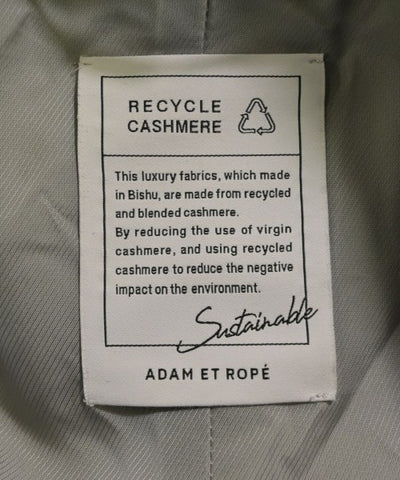 RECYCLE
CASHMERE
This luxury fabrics, which made
in Bishu, are made from recycled
and blended cashmere.
By reducing the use of virgin
cashmere, and using recycled
cashmere to reduce the negative
impact on the environment.
Sustainable
ADAM ET ROPÉ